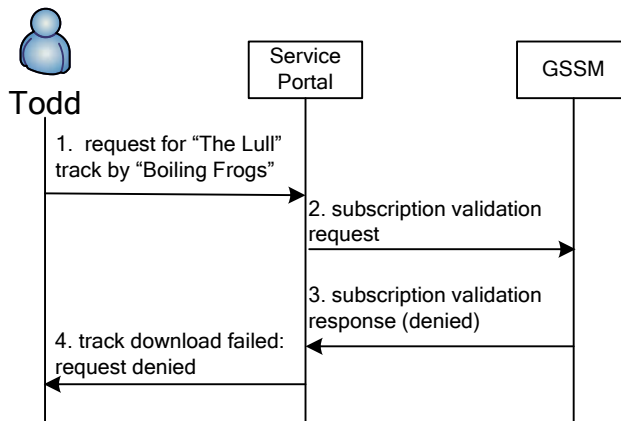 Todd
Service
Portal
GSSM
1.  request for “The Lull”
track by “Boiling Frogs”
2. subscription validation
request
3. subscription validation
response (denied)
4. track download failed:
request denied